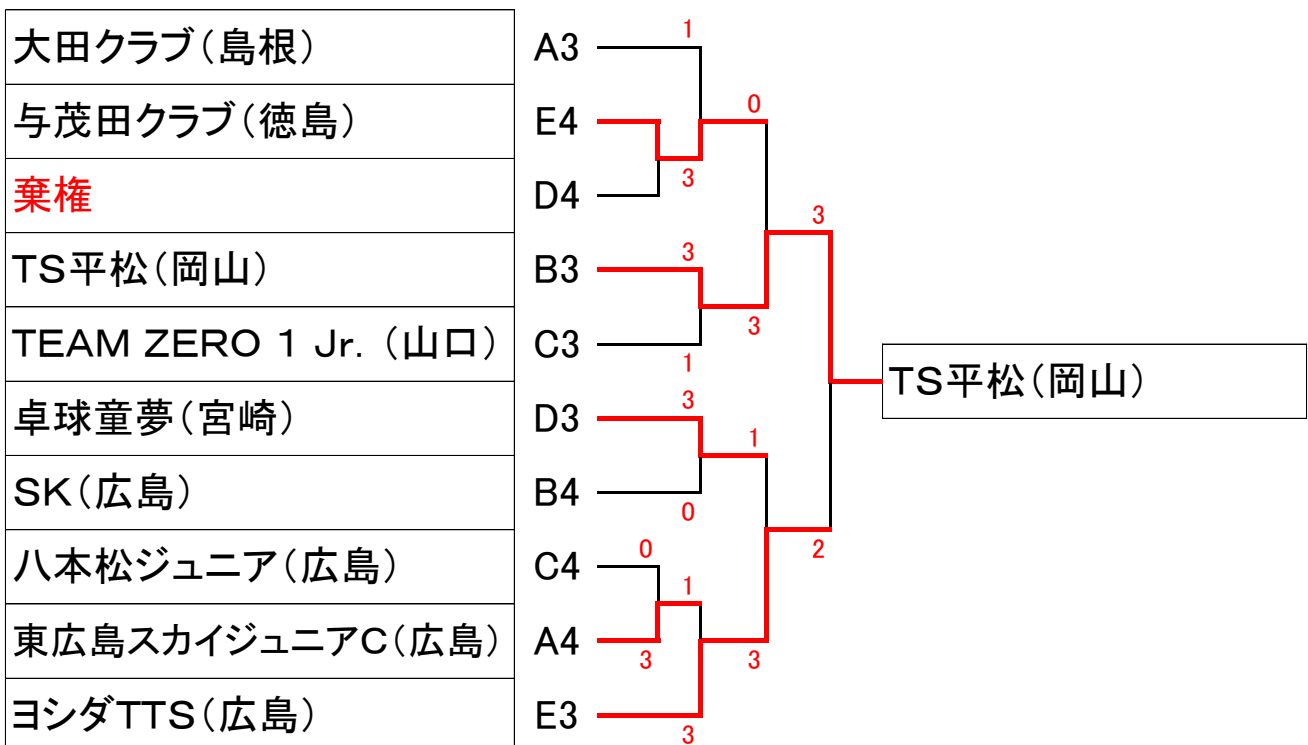 大田クラブ(島根) A3 1
与茂田クラブ(徳島) E4 0
3
棄権 D4
3
TS平松(岡山) B3 3
3
TEAM ZERO 1 Jr. (山口) C3 1
TS平松(岡山)
卓球童夢(宮崎) D3 3
1
SK(広島) B4 0
八本松ジュニア(広島) C4 0 2
1
東広島スカイジュニアC(広島) A4 3 3
ヨシダTTS(広島) E3 3